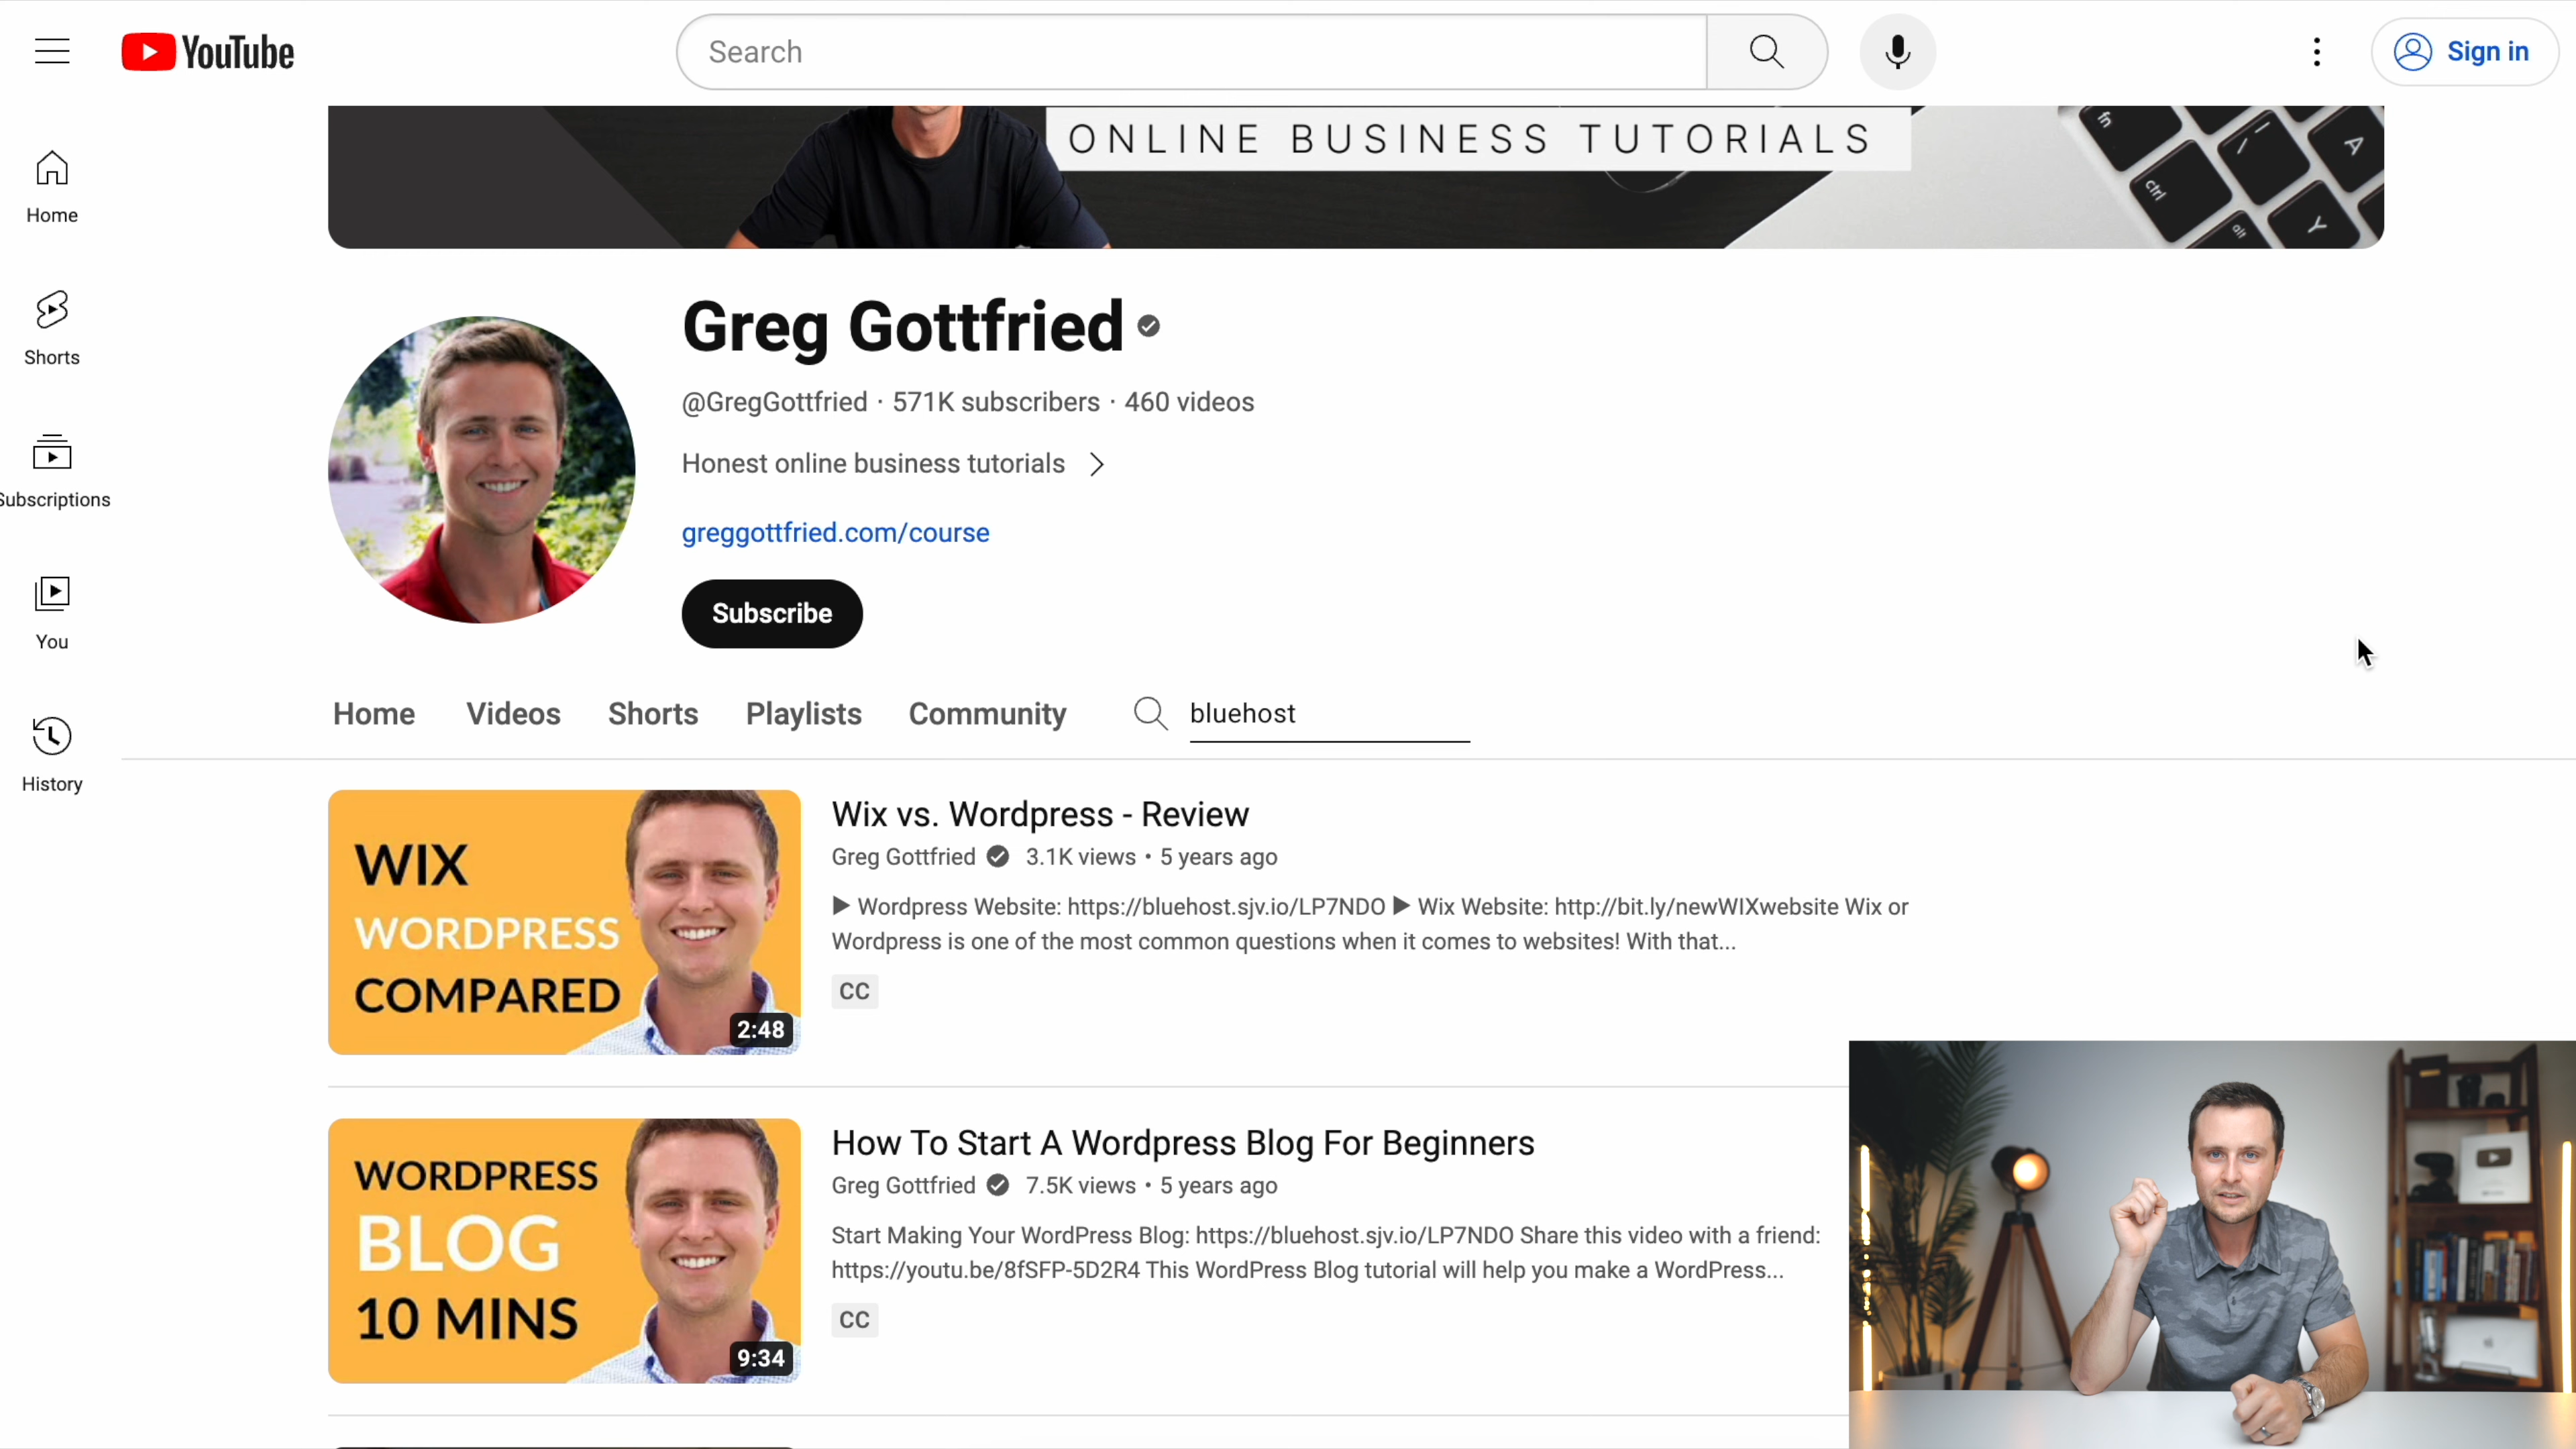 YouTube
Search
Sign in
ONLINE BUSINESS TUTORIALS
fn
A
ctrl
alt
Y
Home
Shorts
Subscriptions
You
History
Greg Gottfried
@GregGottfried · 571K subscribers · 460 videos
Honest online business tutorials
greggottfried.com/course
Subscribe
Home Videos Shorts Playlists Community bluehost
WIX
WORDPRESS
COMPARED
2:48
Wix vs. Wordpress - Review
Greg Gottfried 3.1K views • 5 years ago
▶ Wordpress Website: https://bluehost.sjv.io/LP7NDO ▶ Wix Website: http://bit.ly/newWIXwebsite Wix or
Wordpress is one of the most common questions when it comes to websites! With that...
CC
WORDPRESS
BLOG
10 MINS
9:34
How To Start A Wordpress Blog For Beginners
Greg Gottfried 7.5K views • 5 years ago
Start Making Your WordPress Blog: https://bluehost.sjv.io/LP7NDO Share this video with a friend:
https://youtu.be/8fSFP-5D2R4 This WordPress Blog tutorial will help you make a WordPress...
CC